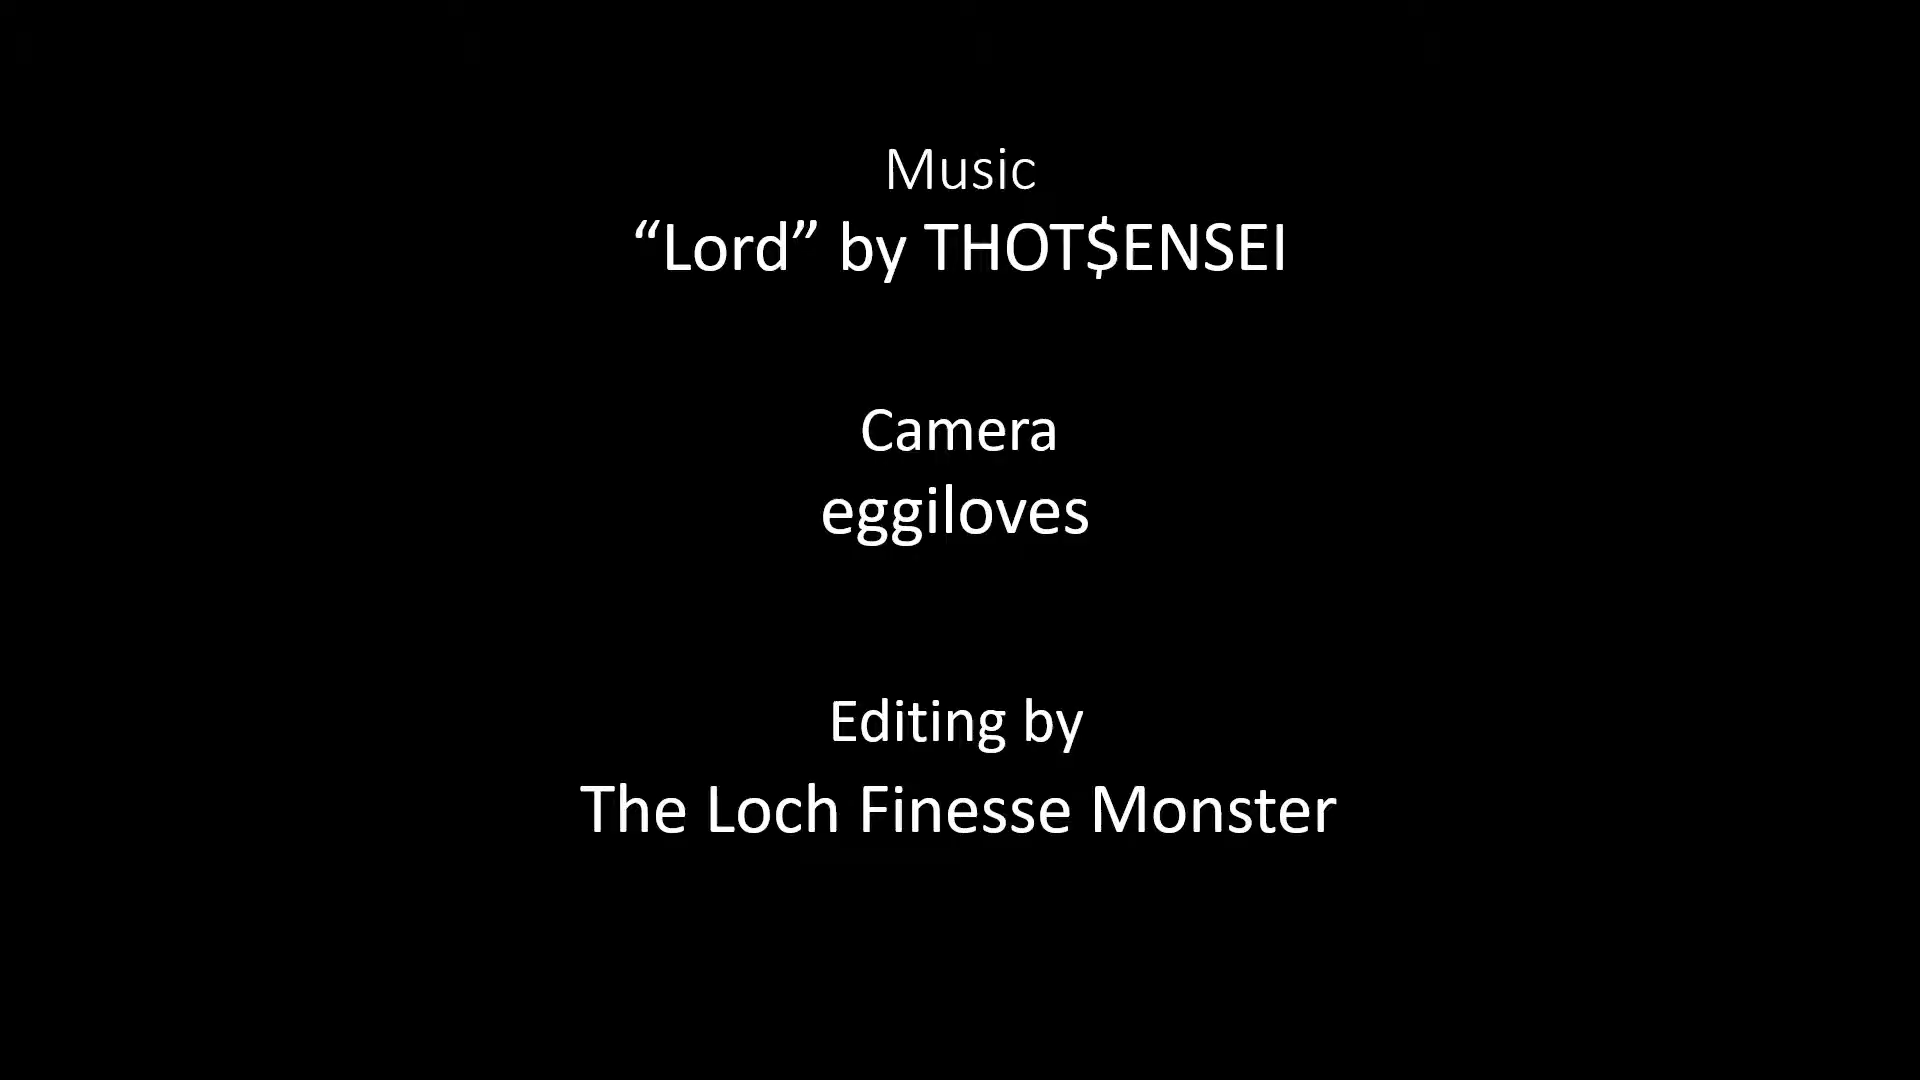 Music
“Lord” by THOT$ENSEI
Camera
eggiloves
Editing by
The Loch Finesse Monster